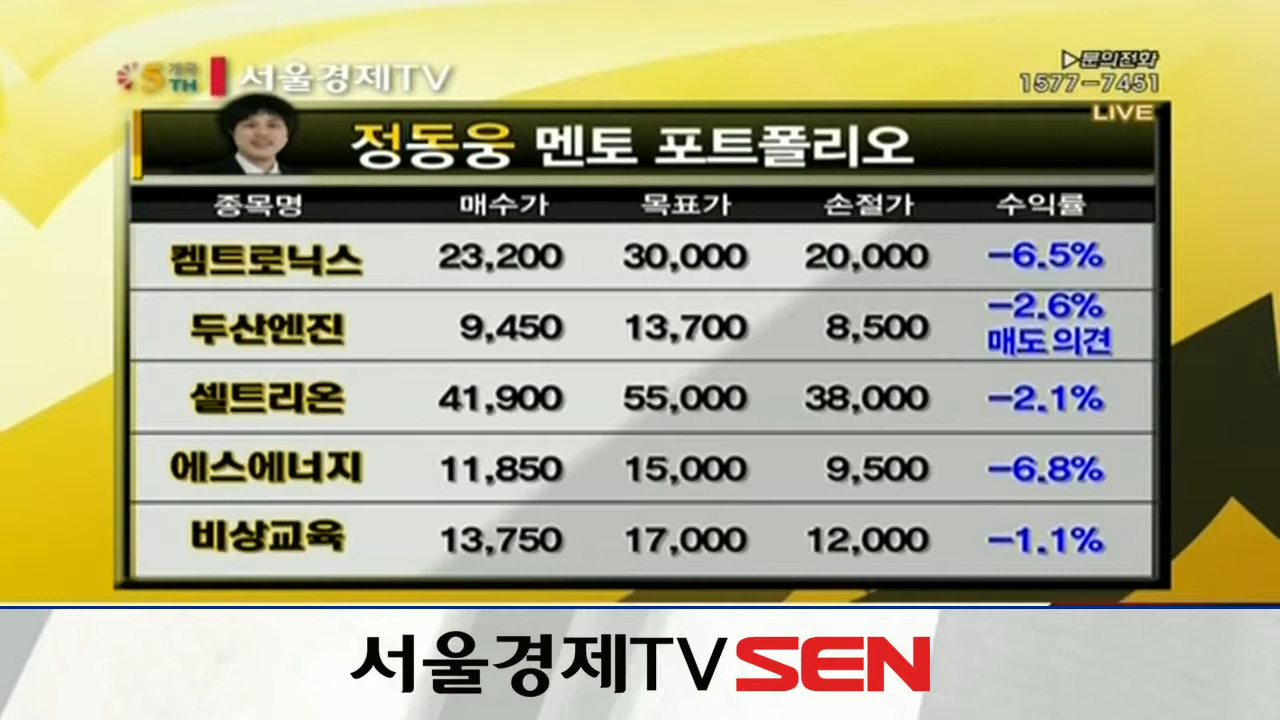 5 개국 TH 서울경제TV
▷문의전화
1577-7451
LIVE
정동웅 멘토 포트폴리오
종목명 매수가 목표가 손절가 수익률
켐트로닉스 23,200 30,000 20,000 -6.5%
두산엔진 9,450 13,700 8,500 -2.6% 매도의견
셀트리온 41,900 55,000 38,000 -2.1%
에스에너지 11,850 15,000 9,500 -6.8%
비상교육 13,750 17,000 12,000 -1.1%
서울경제TV SEN